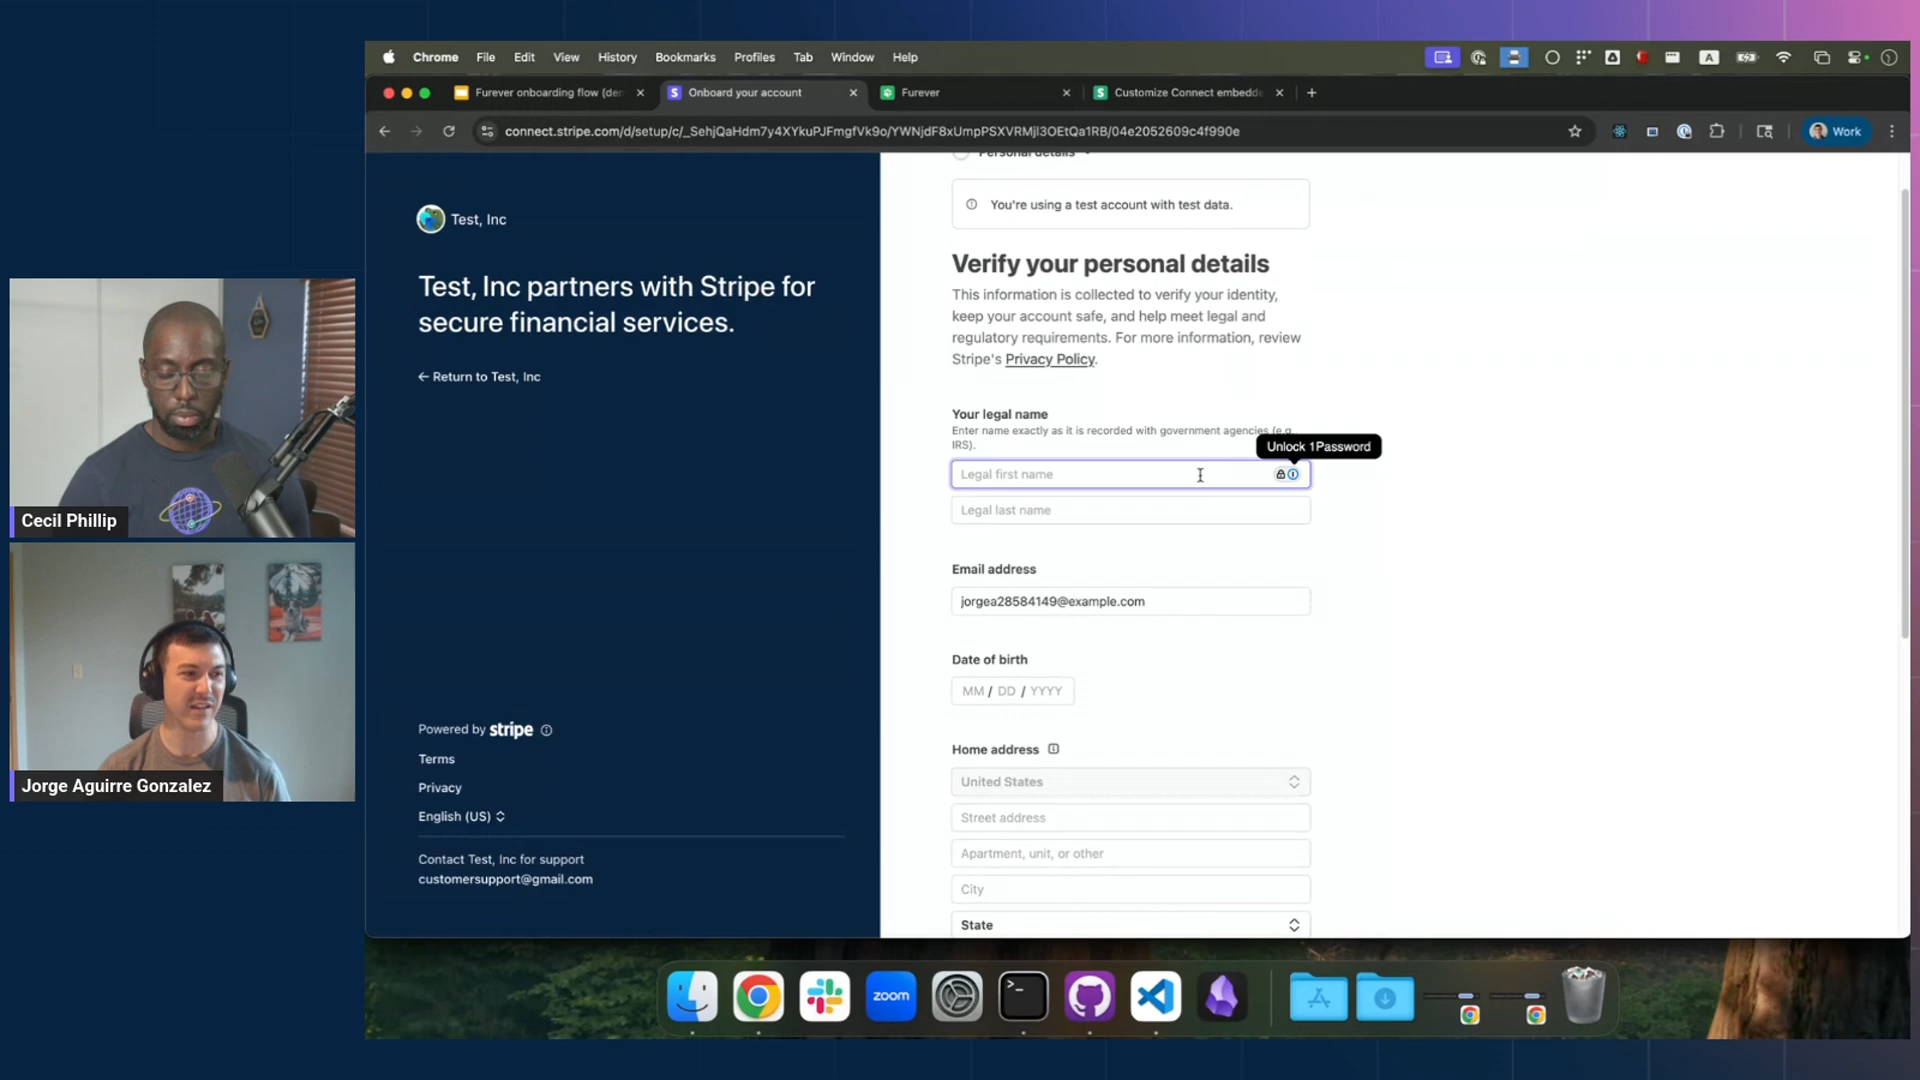 Chrome File Edit View History Bookmarks Profiles Tab Window Help
Furever onboarding flow (den
Onboard your account
Furever
Customize Connect embedde
connect.stripe.com/d/setup/c/_SehjQaHdm7y4XYkuPJFmgfVk9o/YWNjdF8xUmpPSXVRMjl3OEtQa1RB/04e2052609c4f990e
Work
Test, Inc
Test, Inc partners with Stripe for
secure financial services.
← Return to Test, Inc
Powered by stripe
Terms
Privacy
English (US)
Contact Test, Inc for support
customersupport@gmail.com
Personal details
You're using a test account with test data.
Verify your personal details
This information is collected to verify your identity,
keep your account safe, and help meet legal and
regulatory requirements. For more information, review
Stripe's Privacy Policy.
Your legal name
Enter name exactly as it is recorded with government agencies (e.g.,
IRS).
Unlock 1Password
Legal first name
Legal last name
Email address
jorgea28584149@example.com
Date of birth
MM / DD / YYYY
Home address
United States
Street address
Apartment, unit, or other
City
State
zoom
Cecil Phillip
Jorge Aguirre Gonzalez